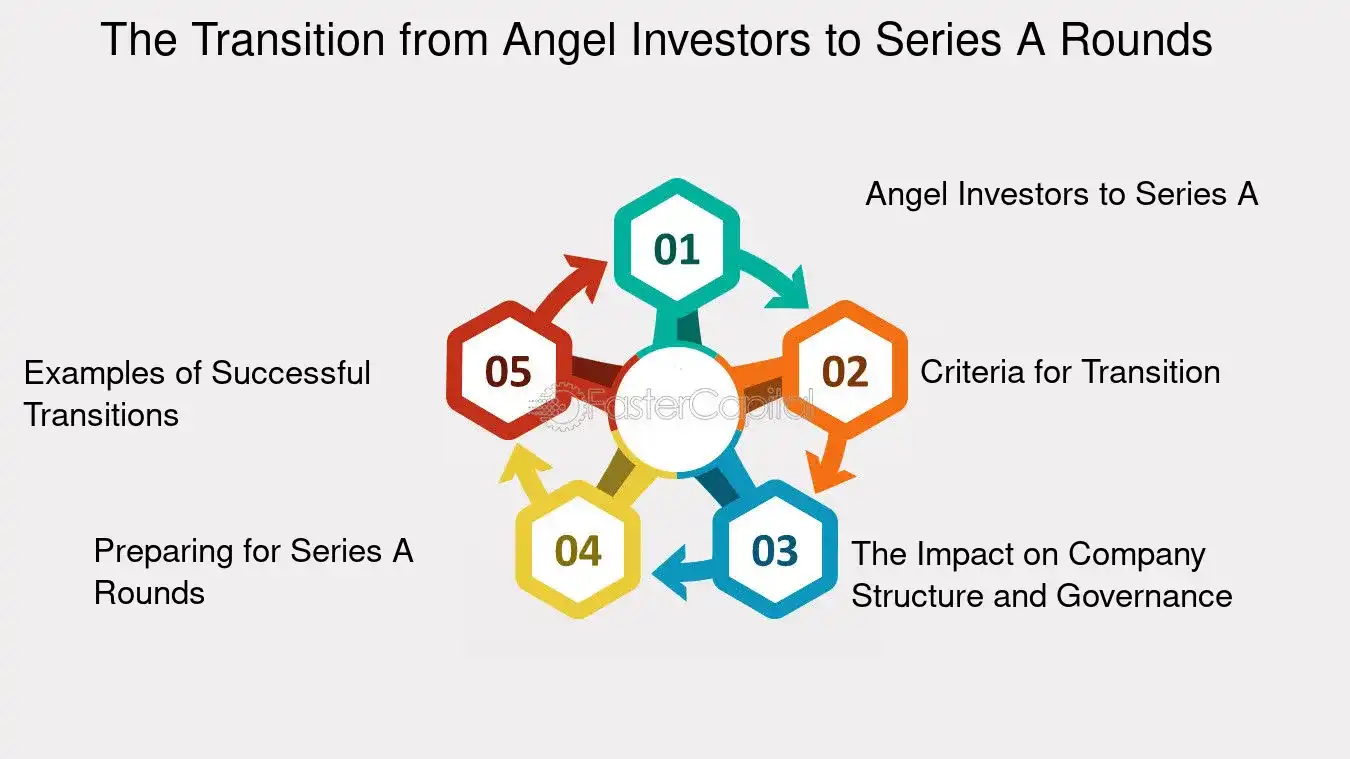 The Transition from Angel Investors to Series A Rounds
01
Angel Investors to Series A
02
Criteria for Transition
03
The Impact on Company
Structure and Governance
04
Preparing for Series A
Rounds
05
Examples of Successful
Transitions
FasterCapital